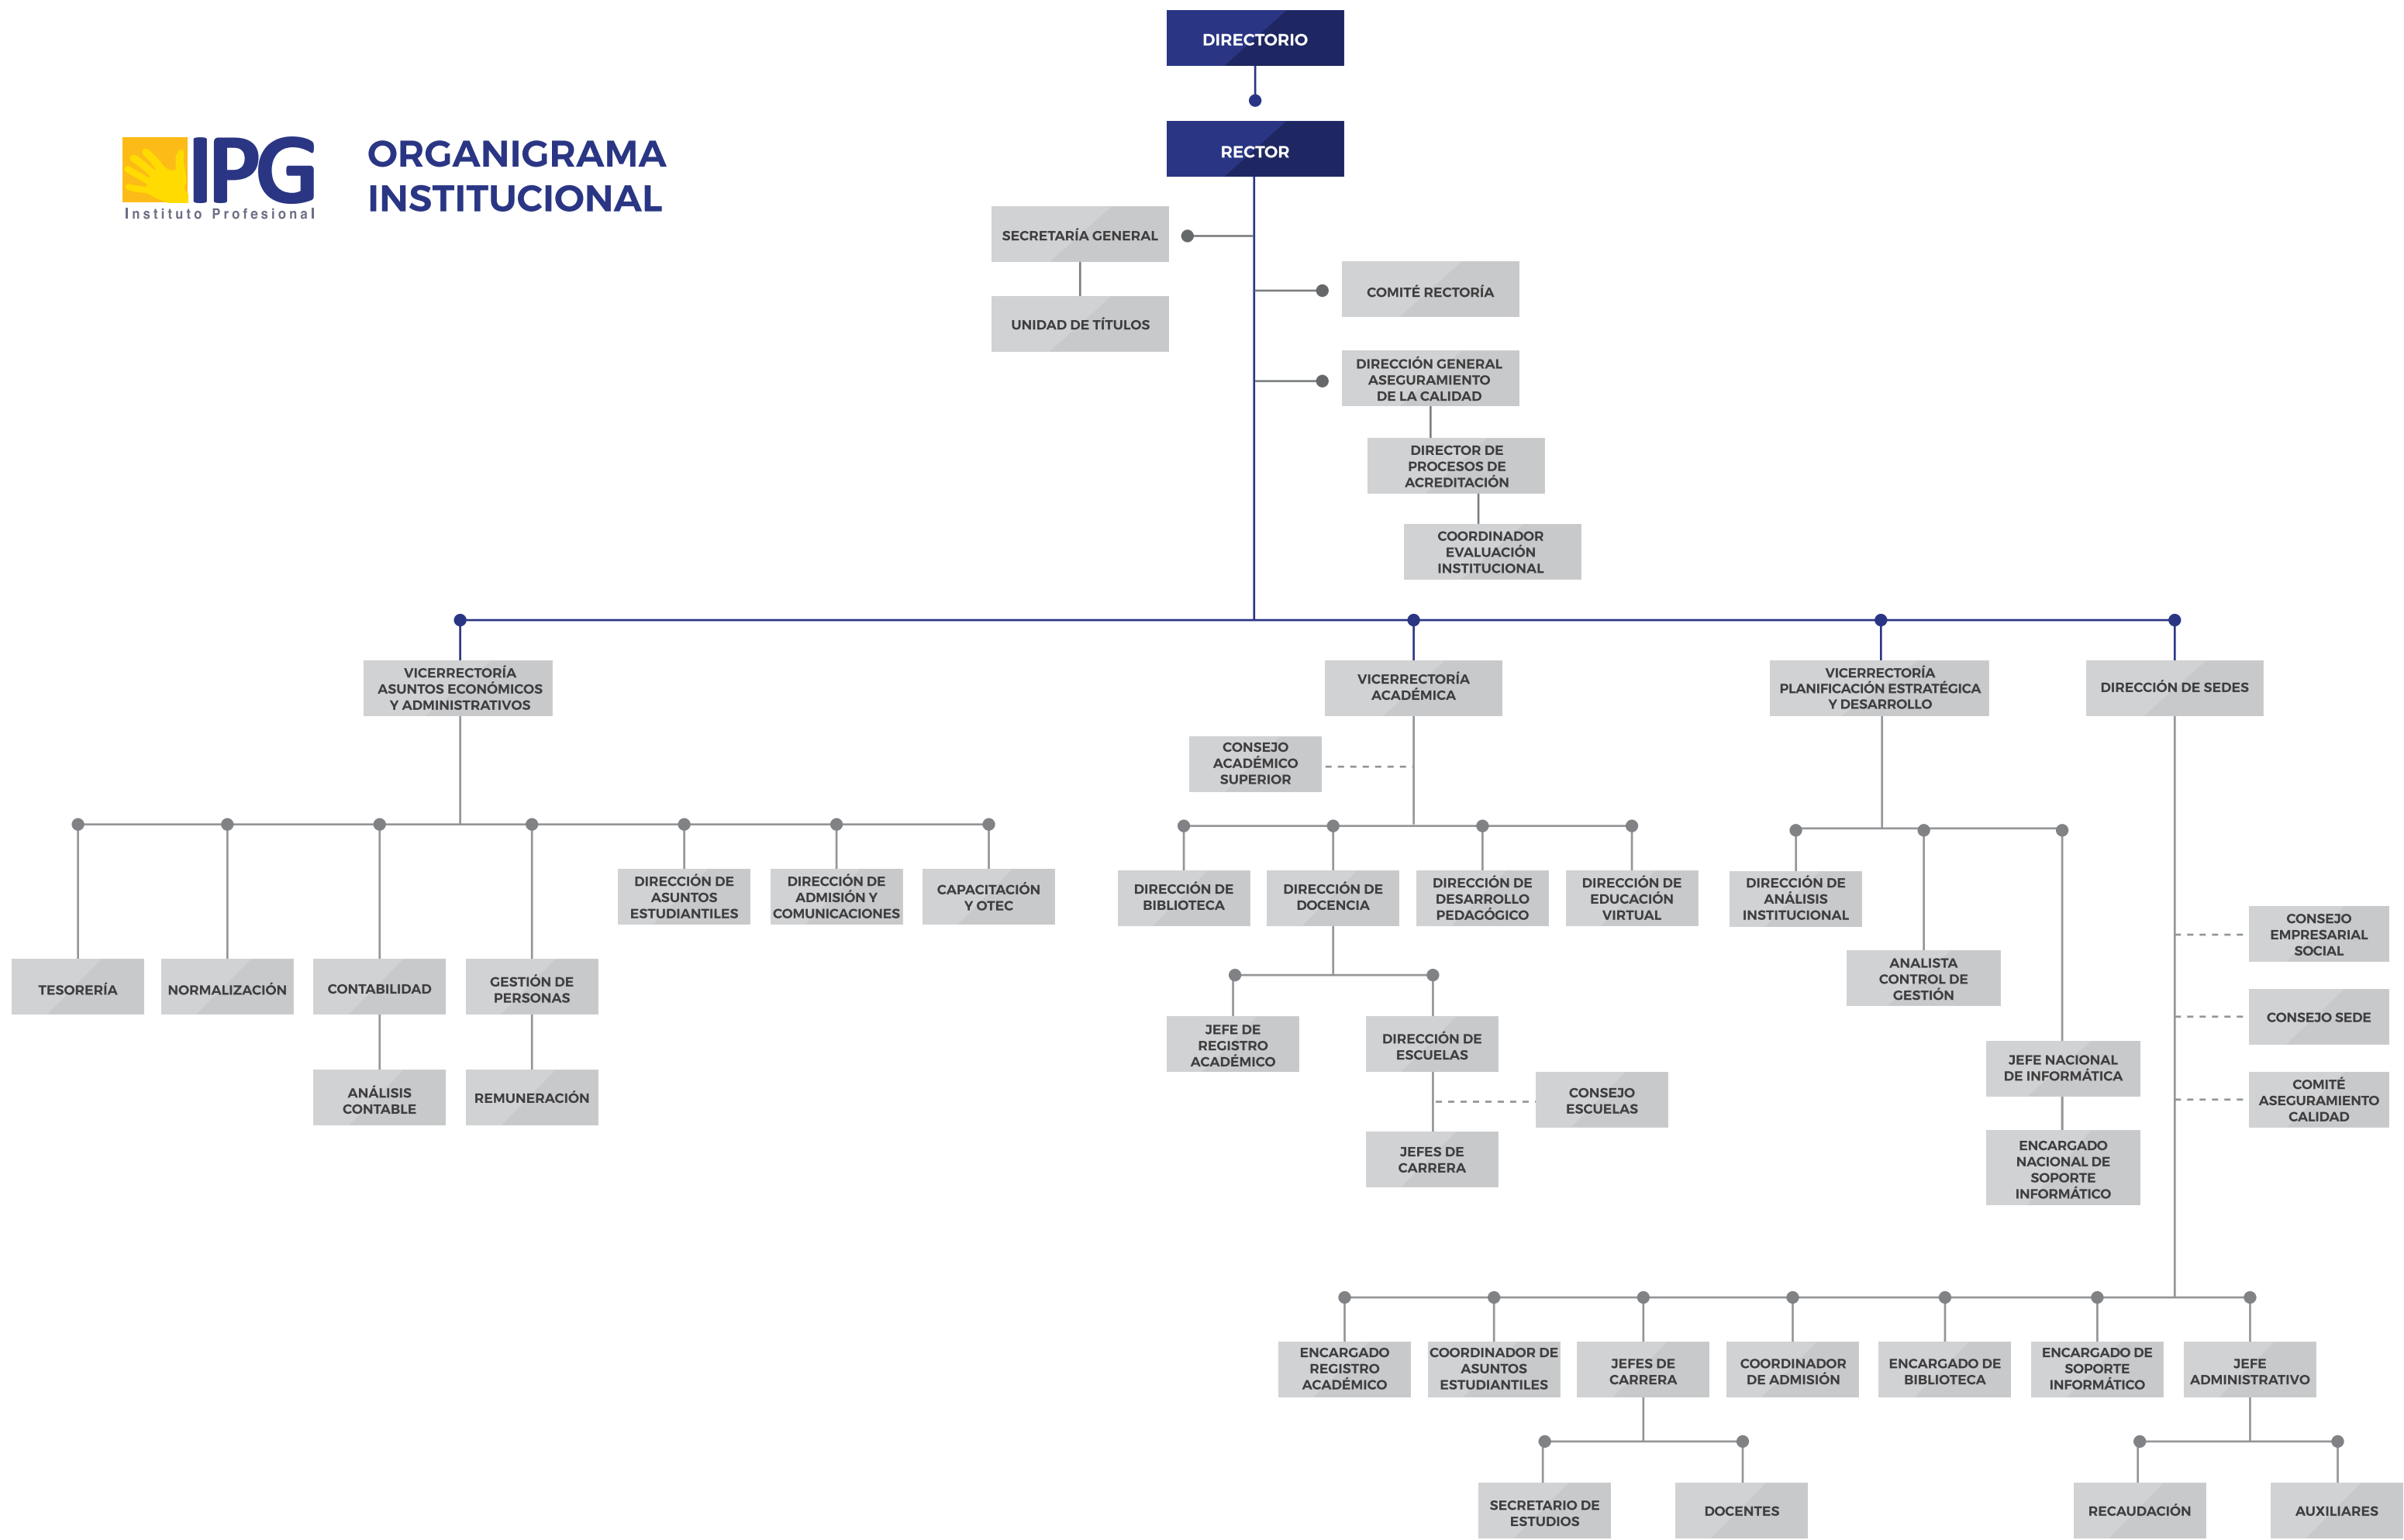 DIRECTORIO
RECTOR
IPG
Instituto Profesional
ORGANIGRAMA
INSTITUCIONAL
SECRETARÍA GENERAL
UNIDAD DE TÍTULOS
COMITÉ RECTORÍA
DIRECCIÓN GENERAL
ASEGURAMIENTO
DE LA CALIDAD
DIRECTOR DE
PROCESOS DE
ACREDITACIÓN
COORDINADOR
EVALUACIÓN
INSTITUCIONAL
VICERRECTORÍA
ASUNTOS ECONÓMICOS
Y ADMINISTRATIVOS
VICERRECTORÍA
ACADÉMICA
VICERRECTORÍA
PLANIFICACIÓN ESTRATÉGICA
Y DESARROLLO
DIRECCIÓN DE SEDES
CONSEJO
ACADÉMICO
SUPERIOR
DIRECCIÓN DE
ASUNTOS
ESTUDIANTILES
DIRECCIÓN DE
ADMISIÓN Y
COMUNICACIONES
CAPACITACIÓN
Y OTEC
DIRECCIÓN DE
BIBLIOTECA
DIRECCIÓN DE
DOCENCIA
DIRECCIÓN DE
DESARROLLO
PEDAGÓGICO
DIRECCIÓN DE
EDUCACIÓN
VIRTUAL
DIRECCIÓN DE
ANÁLISIS
INSTITUCIONAL
CONSEJO
EMPRESARIAL
SOCIAL
TESORERÍA
NORMALIZACIÓN
CONTABILIDAD
GESTIÓN DE
PERSONAS
ANALISTA
CONTROL DE
GESTIÓN
CONSEJO SEDE
JEFE DE
REGISTRO
ACADÉMICO
DIRECCIÓN DE
ESCUELAS
JEFE NACIONAL
DE INFORMÁTICA
ANÁLISIS
CONTABLE
REMUNERACIÓN
CONSEJO
ESCUELAS
COMITÉ
ASEGURAMIENTO
CALIDAD
JEFES DE
CARRERA
ENCARGADO
NACIONAL DE
SOPORTE
INFORMÁTICO
ENCARGADO
REGISTRO
ACADÉMICO
COORDINADOR DE
ASUNTOS
ESTUDIANTILES
JEFES DE
CARRERA
COORDINADOR
DE ADMISIÓN
ENCARGADO DE
BIBLIOTECA
ENCARGADO DE
SOPORTE
INFORMÁTICO
JEFE
ADMINISTRATIVO
SECRETARIO DE
ESTUDIOS
DOCENTES
RECAUDACIÓN
AUXILIARES